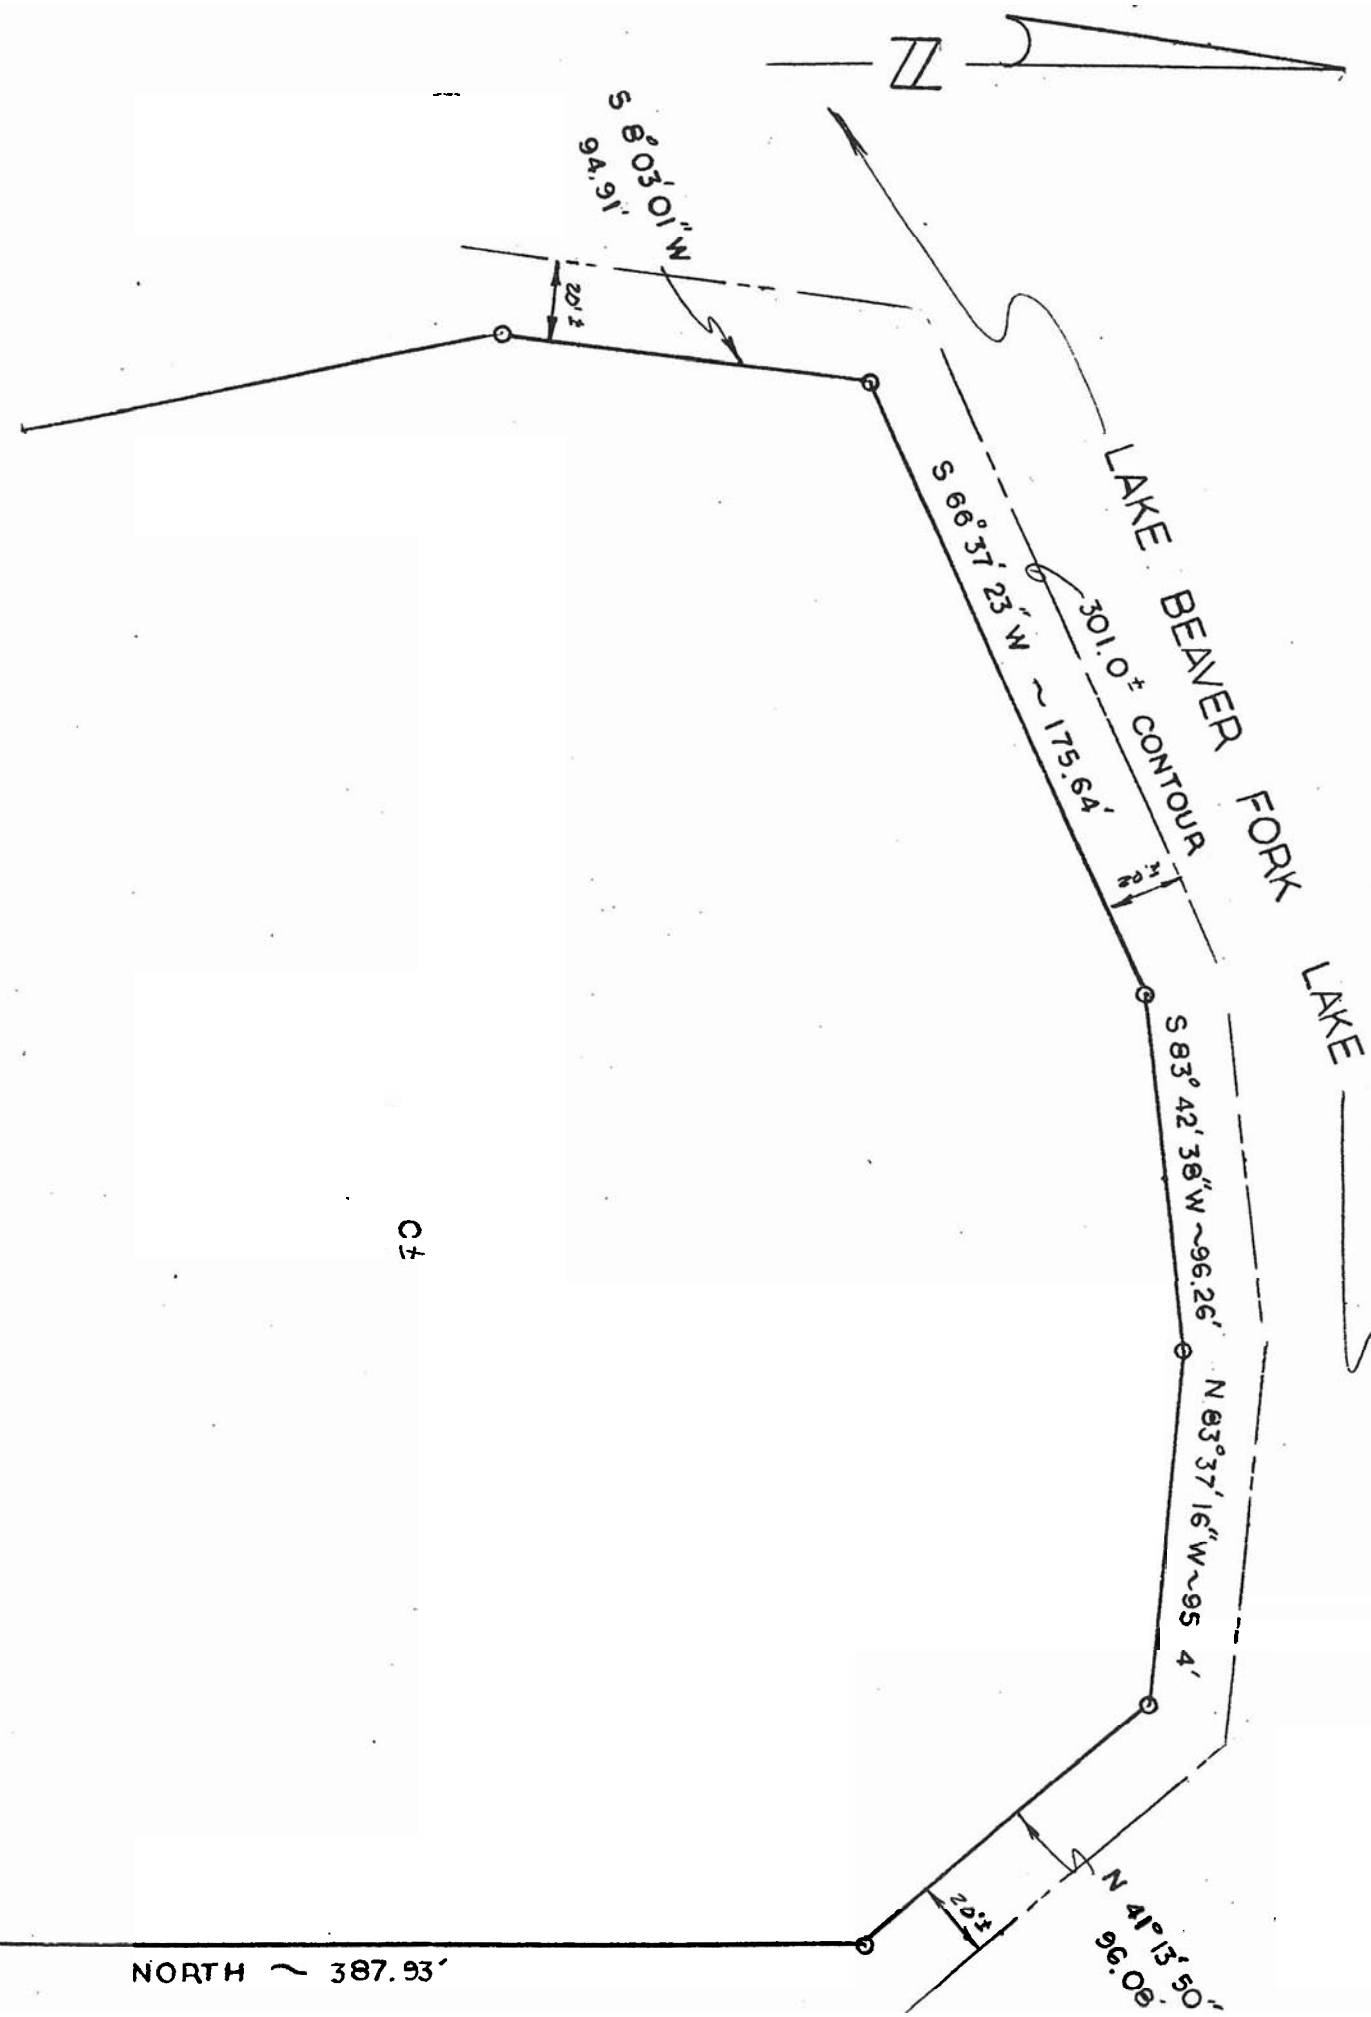 N
S 8°03'01" W
94.91'
20'±
LAKE BEAVER FORK LAKE
S 66°37'23" W ~ 175.64'
301.0± CONTOUR
S 83°42'38" W ~ 96.26'
N 83°37'16" W ~ 95 4'
N 41°13'50"
96.08'
20'±
NORTH ~ 387.93'